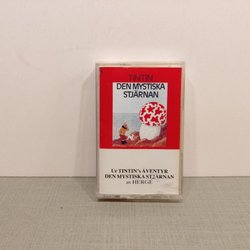 TINTIN
DEN MYSTISKA
STJÄRNAN
Ur TINTIN's ÄVENTYR
DEN MYSTISKA STJÄRNAN
av HERGÉ